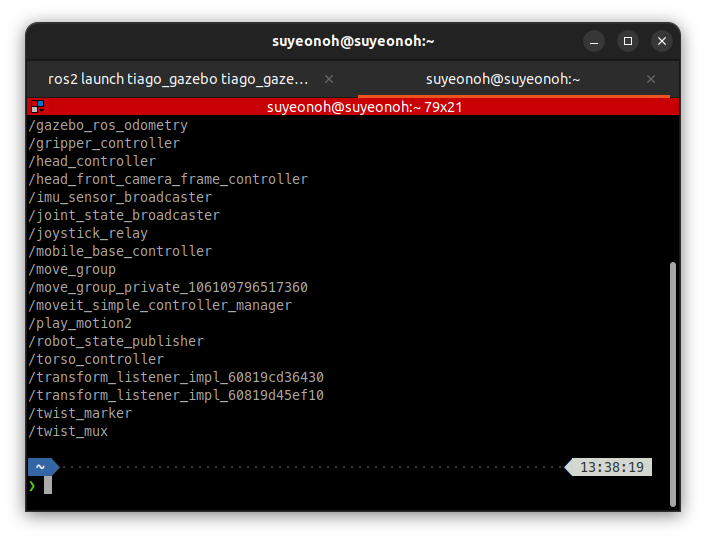 suyeonoh@suyeonoh:~
ros2 launch tiago_gazebo tiago_gaze…
suyeonoh@suyeonoh:~
suyeonoh@suyeonoh:~ 79x21
/gazebo_ros_odometry
/gripper_controller
/head_controller
/head_front_camera_frame_controller
/imu_sensor_broadcaster
/joint_state_broadcaster
/joystick_relay
/mobile_base_controller
/move_group
/move_group_private_106109796517360
/moveit_simple_controller_manager
/play_motion2
/robot_state_publisher
/torso_controller
/transform_listener_impl_60819cd36430
/transform_listener_impl_60819d45ef10
/twist_marker
/twist_mux
~ 13:38:19
❯